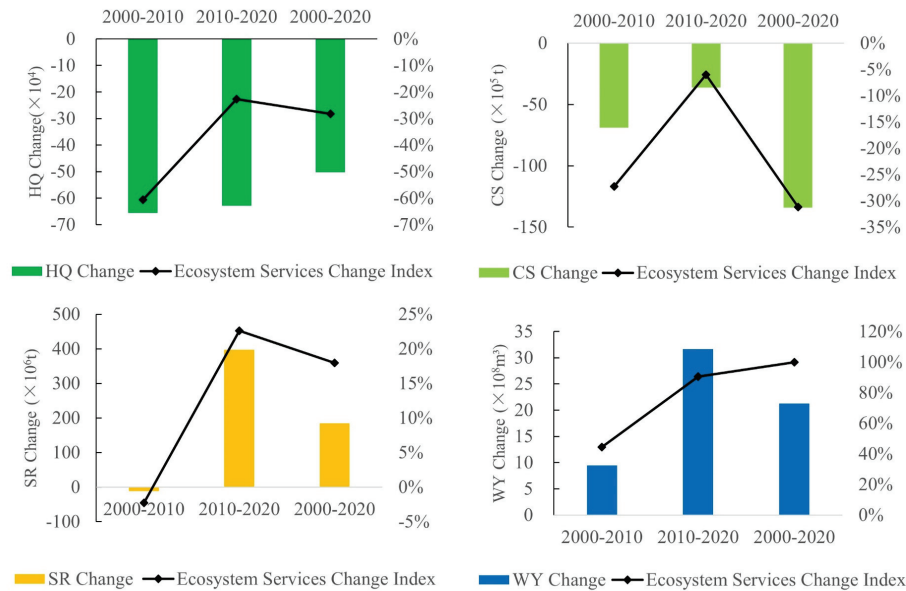 2000-2010 2010-2020 2000-2020
0 0%
-10 -10%
-20 -20%
-30 -30%
-40 -40%
-50 -50%
-60 -60%
-70 -70%
HQ Change(×10⁴)
HQ Change Ecosystem Services Change Index
2000-2010 2010-2020 2000-2020
0 0%
-5%
-50 -10%
-15%
-100 -20%
-25%
-30%
-150 -35%
CS Change (×10⁵ t)
CS Change Ecosystem Services Change Index
500 25%
400 20%
300 15%
200 10%
100 5%
0 0%
-100 -5%
SR Change (×10⁶t)
2000-2010 2010-2020 2000-2020
SR Change Ecosystem Services Change Index
35 120%
30 100%
25 80%
20
15 60%
10 40%
5 20%
0 0%
WY Change (×10⁸m³)
2000-2010 2010-2020 2000-2020
WY Change Ecosystem Services Change Index